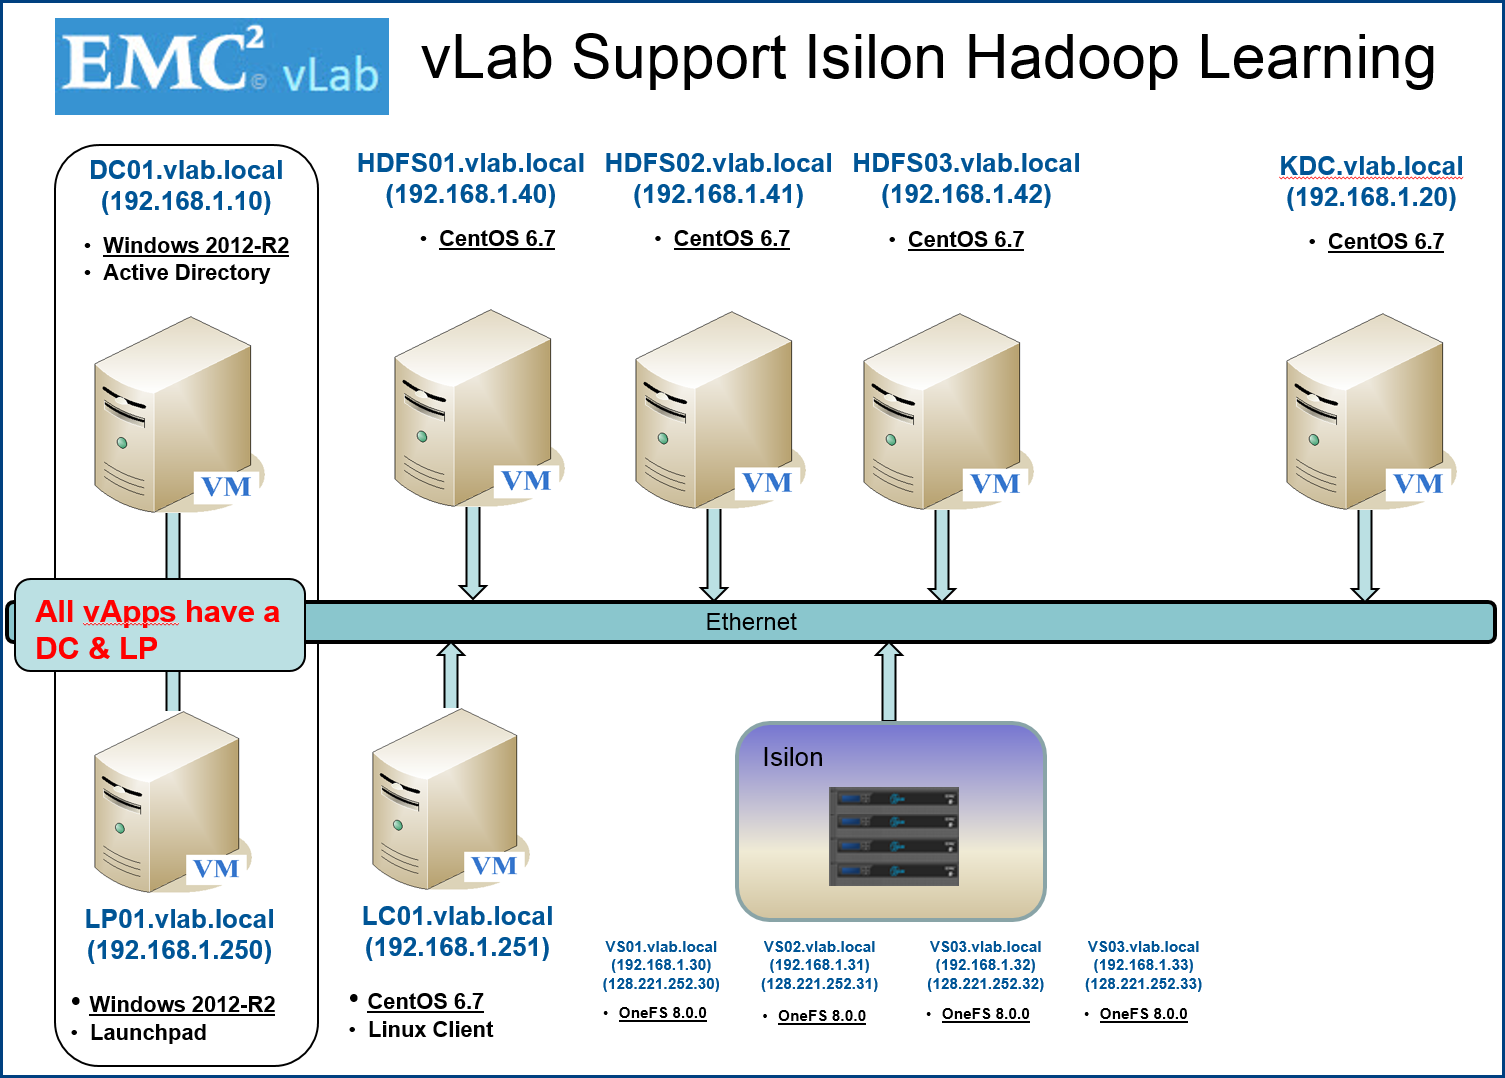 EMC² © vLab
vLab Support Isilon Hadoop Learning
DC01.vlab.local
(192.168.1.10)
• Windows 2012-R2
• Active Directory
HDFS01.vlab.local
(192.168.1.40)
• CentOS 6.7
HDFS02.vlab.local
(192.168.1.41)
• CentOS 6.7
HDFS03.vlab.local
(192.168.1.42)
• CentOS 6.7
KDC.vlab.local
(192.168.1.20)
• CentOS 6.7
VM
VM
VM
VM
VM
All vApps have a
DC & LP
Ethernet
VM
LP01.vlab.local
(192.168.1.250)
• Windows 2012-R2
• Launchpad
VM
LC01.vlab.local
(192.168.1.251)
• CentOS 6.7
• Linux Client
Isilon
VS01.vlab.local
(192.168.1.30)
(128.221.252.30)
• OneFS 8.0.0
VS02.vlab.local
(192.168.1.31)
(128.221.252.31)
• OneFS 8.0.0
VS03.vlab.local
(192.168.1.32)
(128.221.252.32)
• OneFS 8.0.0
VS03.vlab.local
(192.168.1.33)
(128.221.252.33)
• OneFS 8.0.0